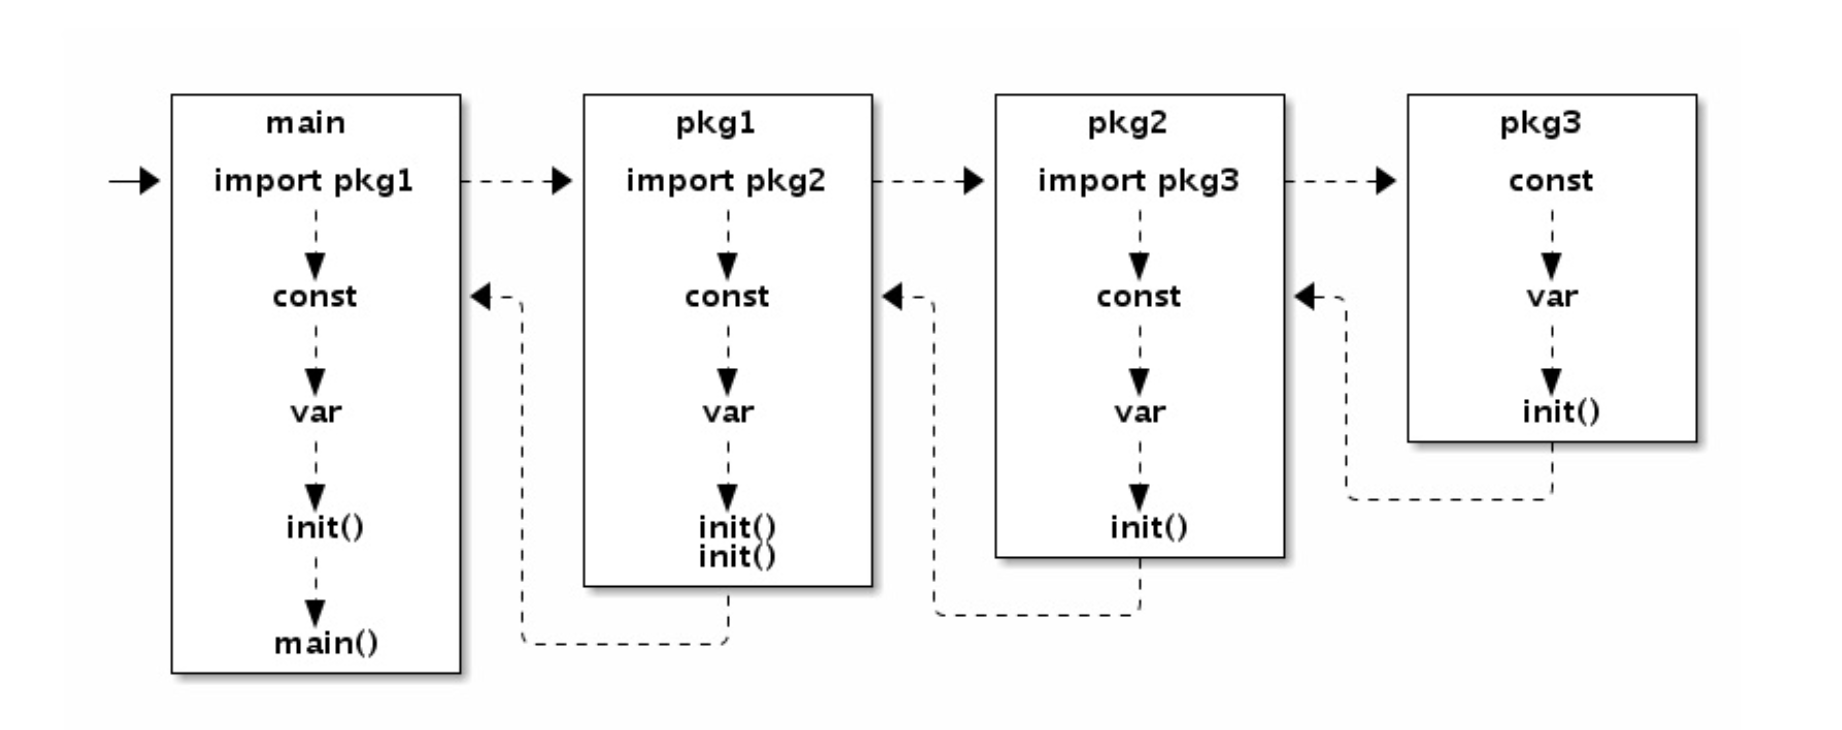 main
import pkg1
const
var
init()
main()
pkg1
import pkg2
const
var
init()
init()
pkg2
import pkg3
const
var
init()
pkg3
const
var
init()